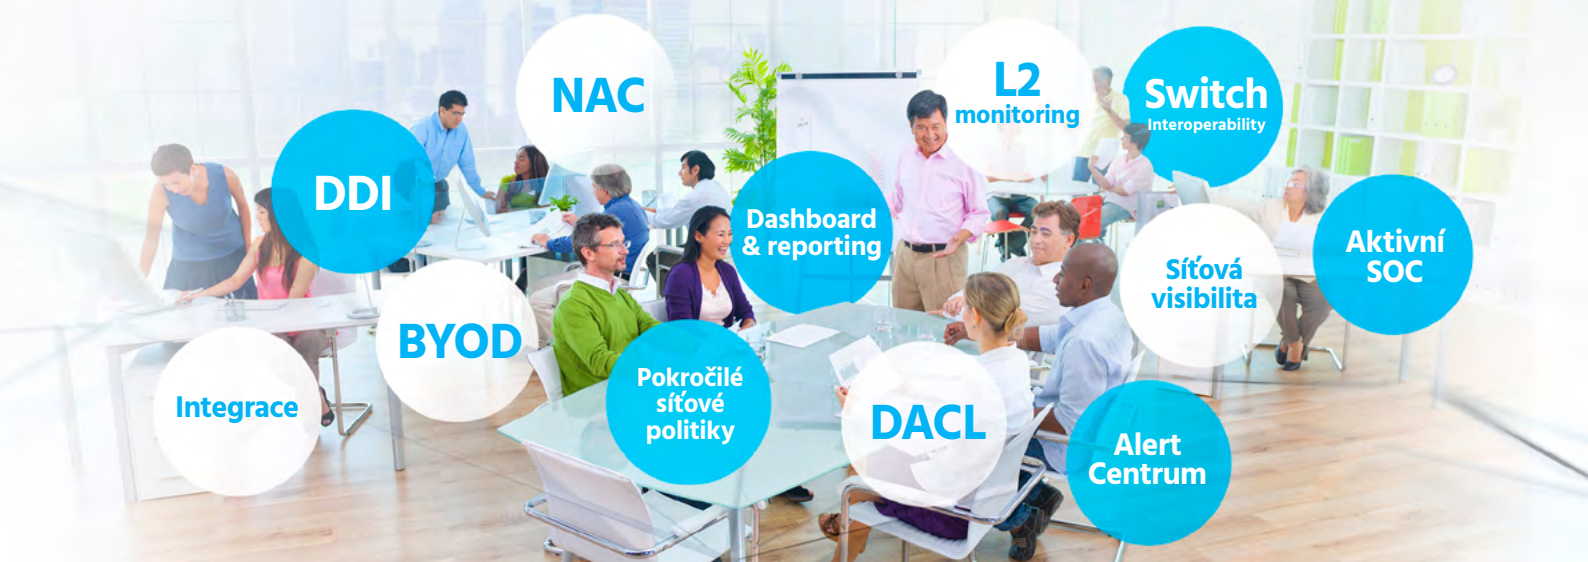 NAC
L2
monitoring
Switch
Interoperability
DDI
Dashboard
& reporting
Aktivní
SOC
Síťová
visibilita
BYOD
Integrace
Pokročilé
síťové
politiky
DACL
Alert
Centrum